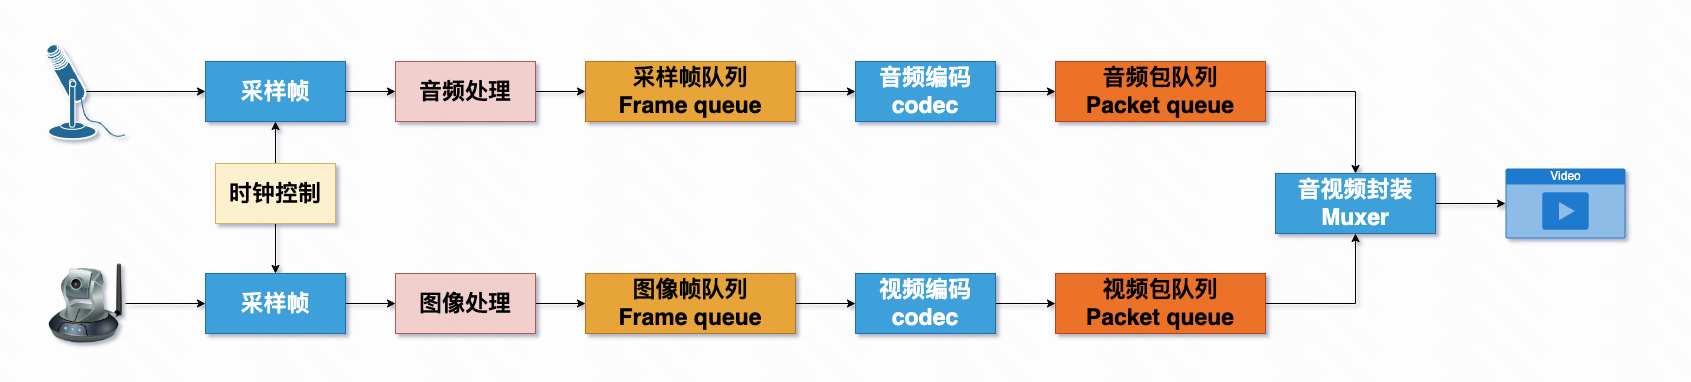 采样帧
音频处理
采样帧队列
Frame queue
音频编码
codec
音频包队列
Packet queue
时钟控制
音视频封装
Muxer
Video
采样帧
图像处理
图像帧队列
Frame queue
视频编码
codec
视频包队列
Packet queue